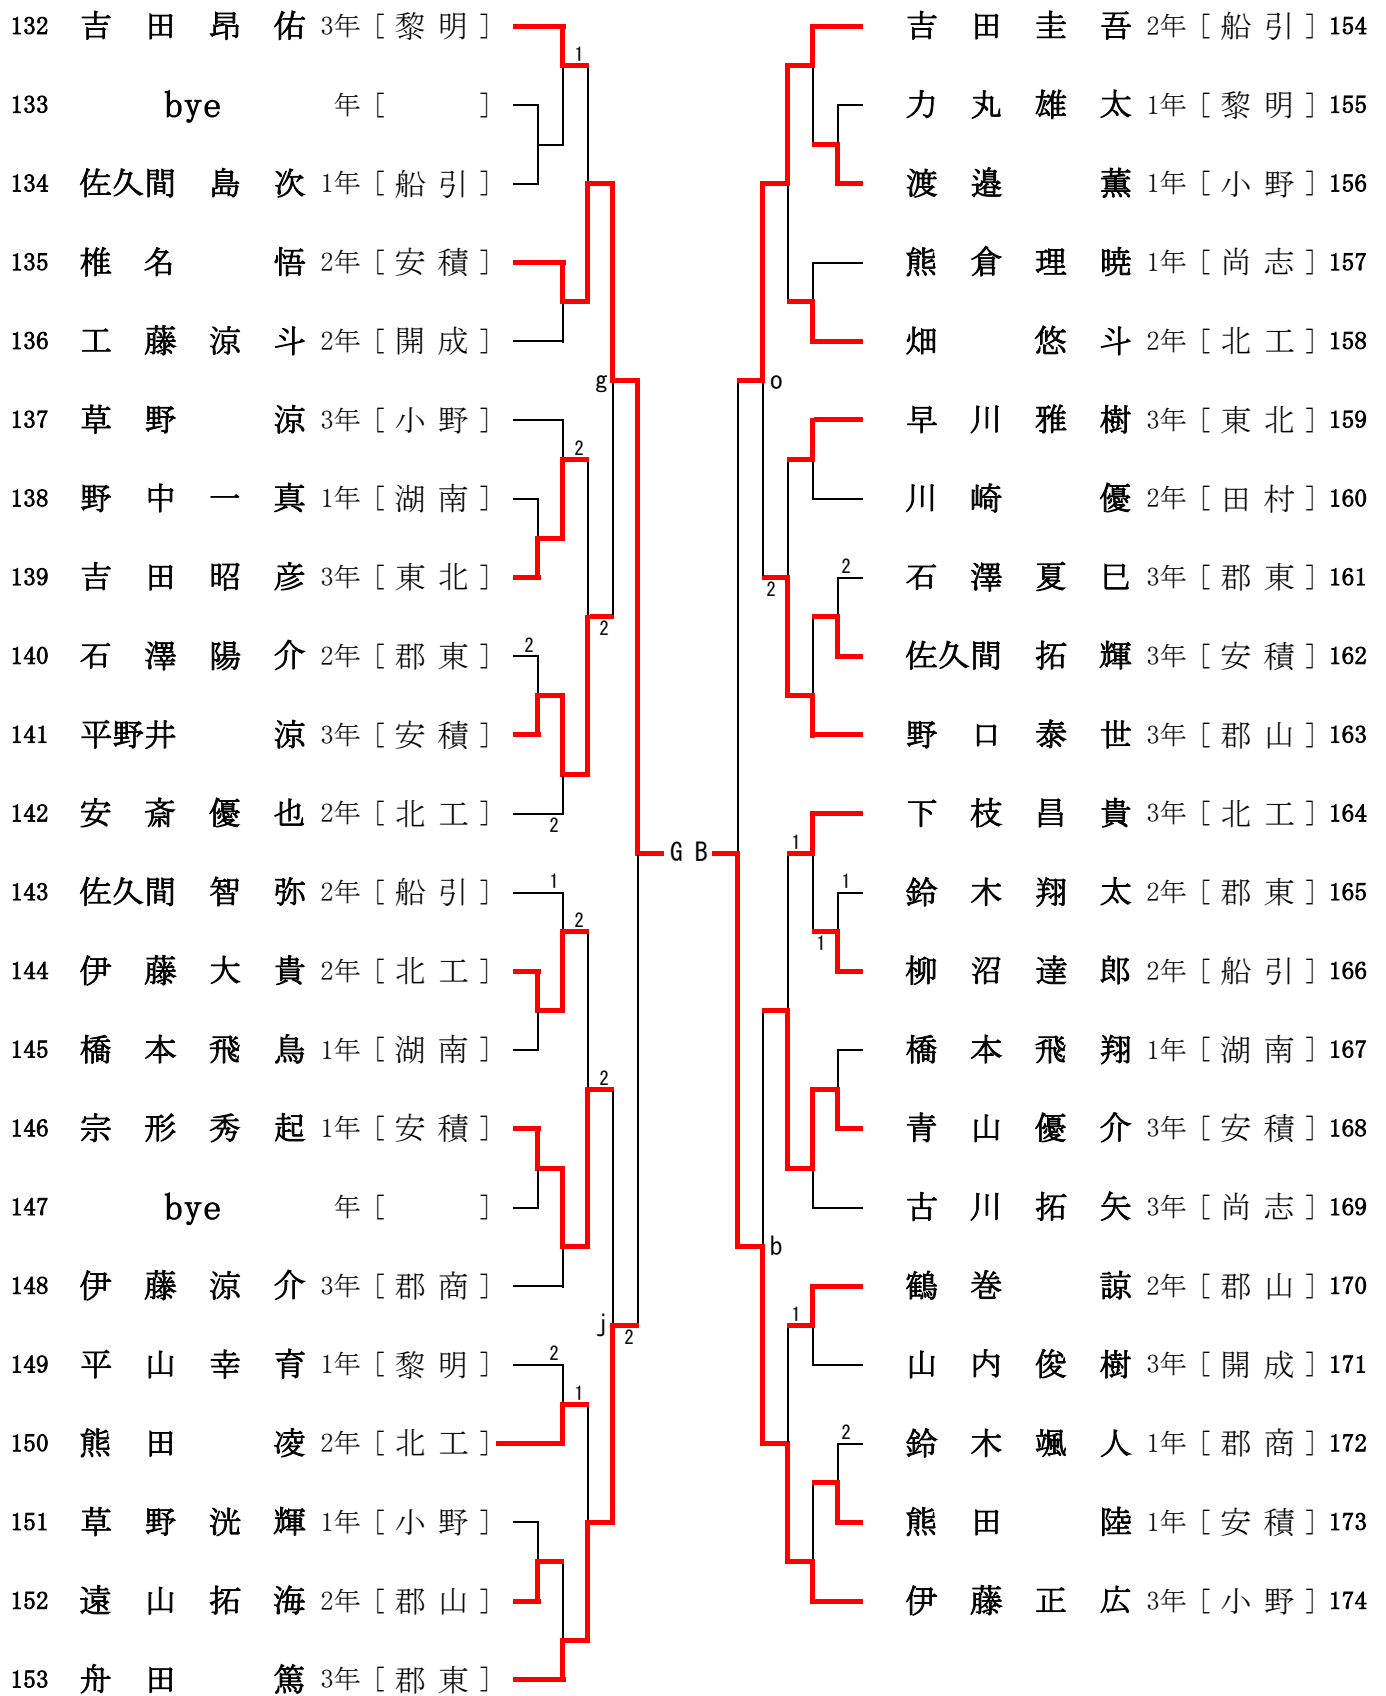 132 吉田昂佑 3年 [ 黎明 ]
1
133 bye 年 [ ]
134 佐久間島次 1年 [ 船引 ]
135 椎名悟 2年 [ 安積 ]
136 工藤涼斗 2年 [ 開成 ]
g
137 草野涼 3年 [ 小野 ]
2
138 野中一真 1年 [ 湖南 ]
139 吉田昭彦 3年 [ 東北 ]
2
140 石澤陽介 2年 [ 郡東 ] 2
141 平野井涼 3年 [ 安積 ]
142 安斎優也 2年 [ 北工 ] 2
G
143 佐久間智弥 2年 [ 船引 ] 1
2
144 伊藤大貴 2年 [ 北工 ]
145 橋本飛鳥 1年 [ 湖南 ]
2
146 宗形秀起 1年 [ 安積 ]
147 bye 年 [ ]
148 伊藤涼介 3年 [ 郡商 ]
j 2
149 平山幸育 1年 [ 黎明 ] 2
1
150 熊田凌 2年 [ 北工 ]
151 草野洸輝 1年 [ 小野 ]
152 遠山拓海 2年 [ 郡山 ]
153 舟田篤 3年 [ 郡東 ]
吉田圭吾 2年 [ 船引 ] 154
力丸雄太 1年 [ 黎明 ] 155
渡邉薫 1年 [ 小野 ] 156
熊倉理暁 1年 [ 尚志 ] 157
畑悠斗 2年 [ 北工 ] 158
o
早川雅樹 3年 [ 東北 ] 159
川崎優 2年 [ 田村 ] 160
2 石澤夏巳 3年 [ 郡東 ] 161
2
佐久間拓輝 3年 [ 安積 ] 162
野口泰世 3年 [ 郡山 ] 163
下枝昌貴 3年 [ 北工 ] 164
1
B
1 鈴木翔太 2年 [ 郡東 ] 165
1
柳沼達郎 2年 [ 船引 ] 166
橋本飛翔 1年 [ 湖南 ] 167
青山優介 3年 [ 安積 ] 168
古川拓矢 3年 [ 尚志 ] 169
b
鶴巻諒 2年 [ 郡山 ] 170
1
山内俊樹 3年 [ 開成 ] 171
2 鈴木颯人 1年 [ 郡商 ] 172
熊田陸 1年 [ 安積 ] 173
伊藤正広 3年 [ 小野 ] 174